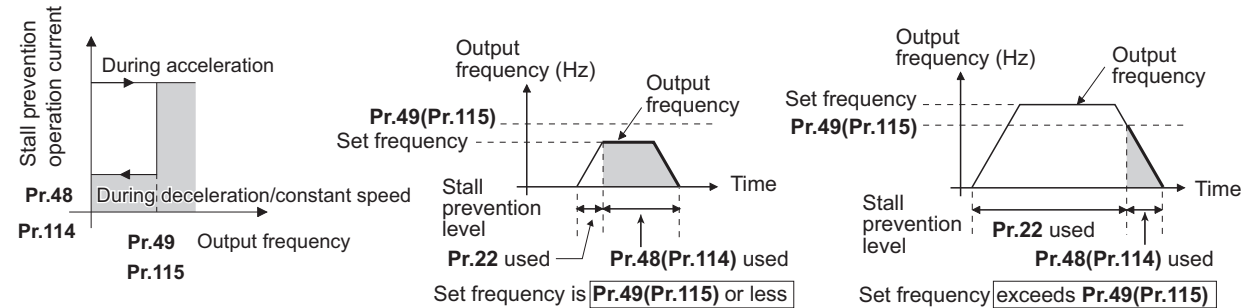 Stall prevention
operation current
During acceleration
Pr.48
During deceleration/constant speed
Pr.114
Pr.49
Output frequency
Pr.115
Output
frequency (Hz)
Output
frequency
Pr.49(Pr.115)
Set frequency
Time
Stall
prevention
level
Pr.22 used
Pr.48(Pr.114) used
Set frequency is Pr.49(Pr.115) or less
Output
frequency (Hz)
Output
frequency
Set frequency
Pr.49(Pr.115)
Time
Stall
prevention
level
Pr.22 used
Pr.48(Pr.114) used
Set frequency exceeds Pr.49(Pr.115)